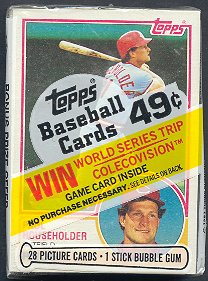 Topps
Topps
Baseball
Cards 49¢
WIN WORLD SERIES TRIP
COLECOVISION™
GAME CARD INSIDE
NO PURCHASE NECESSARY - SEE DETAILS ON BACK
USEHOLDER
28 PICTURE CARDS • 1 STICK BUBBLE GUM